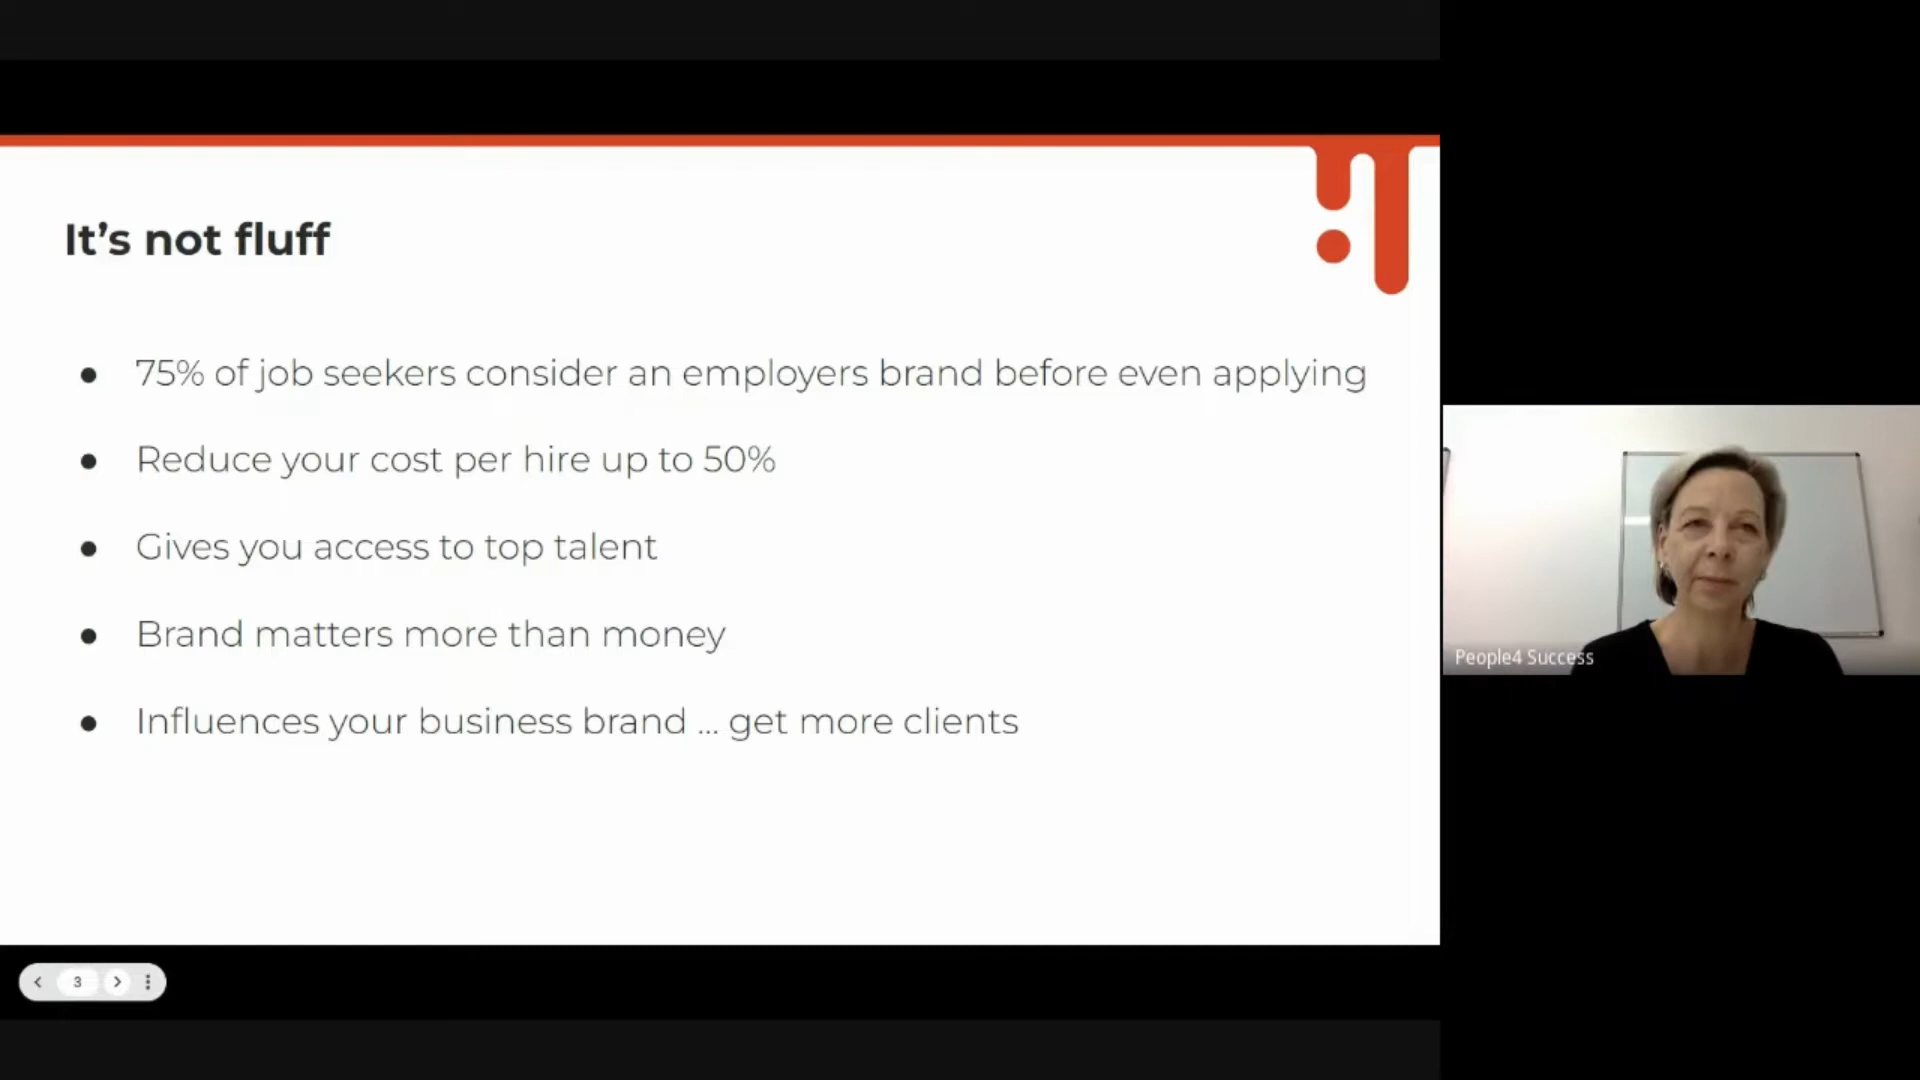 It’s not fluff
● 75% of job seekers consider an employers brand before even applying
● Reduce your cost per hire up to 50%
● Gives you access to top talent
● Brand matters more than money
● Influences your business brand ... get more clients
People4 Success
3